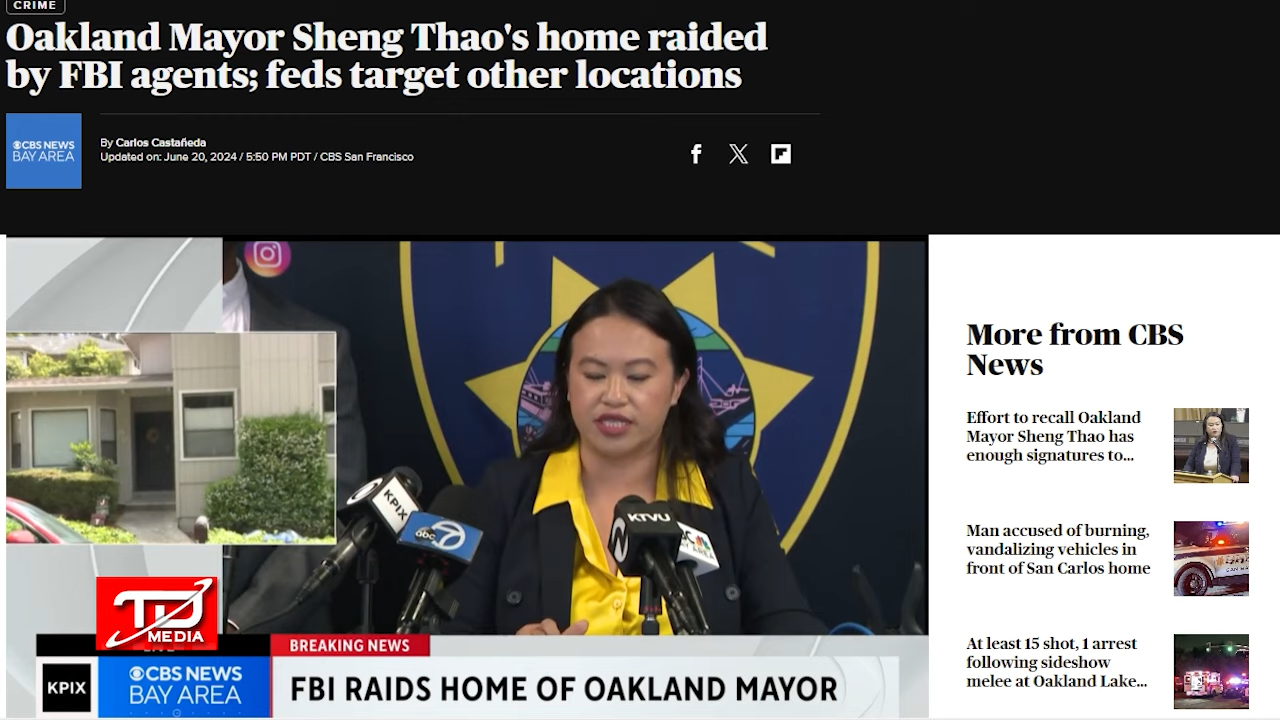 CRIME
Oakland Mayor Sheng Thao's home raided
by FBI agents; feds target other locations
CBS NEWS
BAY AREA
By Carlos Castañeda
Updated on: June 20, 2024 / 5:50 PM PDT / CBS San Francisco
More from CBS
News
Effort to recall Oakland
Mayor Sheng Thao has
enough signatures to...
Man accused of burning,
vandalizing vehicles in
front of San Carlos home
At least 15 shot, 1 arrest
following sideshow
melee at Oakland Lake...
KPIX
abc 7
KTVU
BAY AREA
TD
MEDIA
BREAKING NEWS
KPIX
CBS NEWS
BAY AREA
FBI RAIDS HOME OF OAKLAND MAYOR